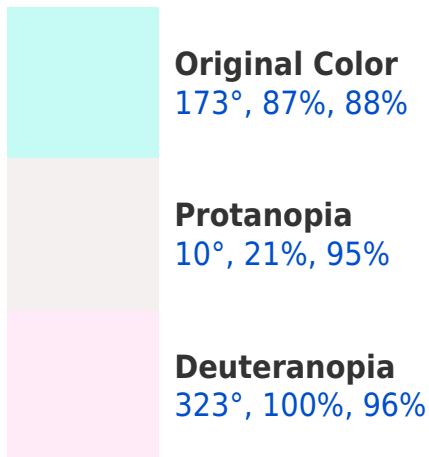 Original Color
173°, 87%, 88%
Protanopia
10°, 21%, 95%
Deuteranopia
323°, 100%, 96%